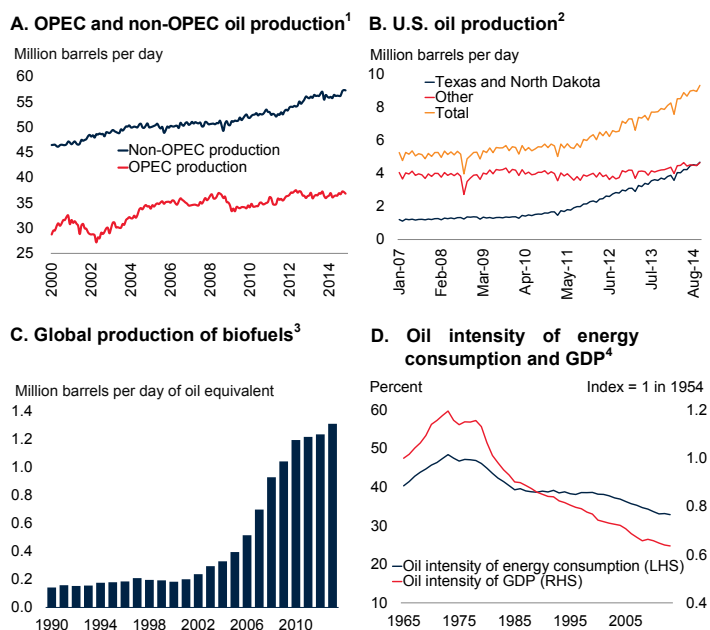 A. OPEC and non-OPEC oil production1
Million barrels per day
60
55
50
45
40
35
30
25
Non-OPEC production
OPEC production
2000
2002
2004
2006
2008
2010
2012
2014
B. U.S. oil production2
Million barrels per day
10
8
6
4
2
0
Texas and North Dakota
Other
Total
Jan-07
Feb-08
Mar-09
Apr-10
May-11
Jun-12
Jul-13
Aug-14
C. Global production of biofuels3
Million barrels per day of oil equivalent
1.4
1.2
1.0
0.8
0.6
0.4
0.2
0.0
1990
1994
1998
2002
2006
2010
D. Oil intensity of energy
consumption and GDP4
Percent
Index = 1 in 1954
60
50
40
30
20
10
1.2
1.0
0.8
0.6
0.4
Oil intensity of energy consumption (LHS)
Oil intensity of GDP (RHS)
1965
1975
1985
1995
2005